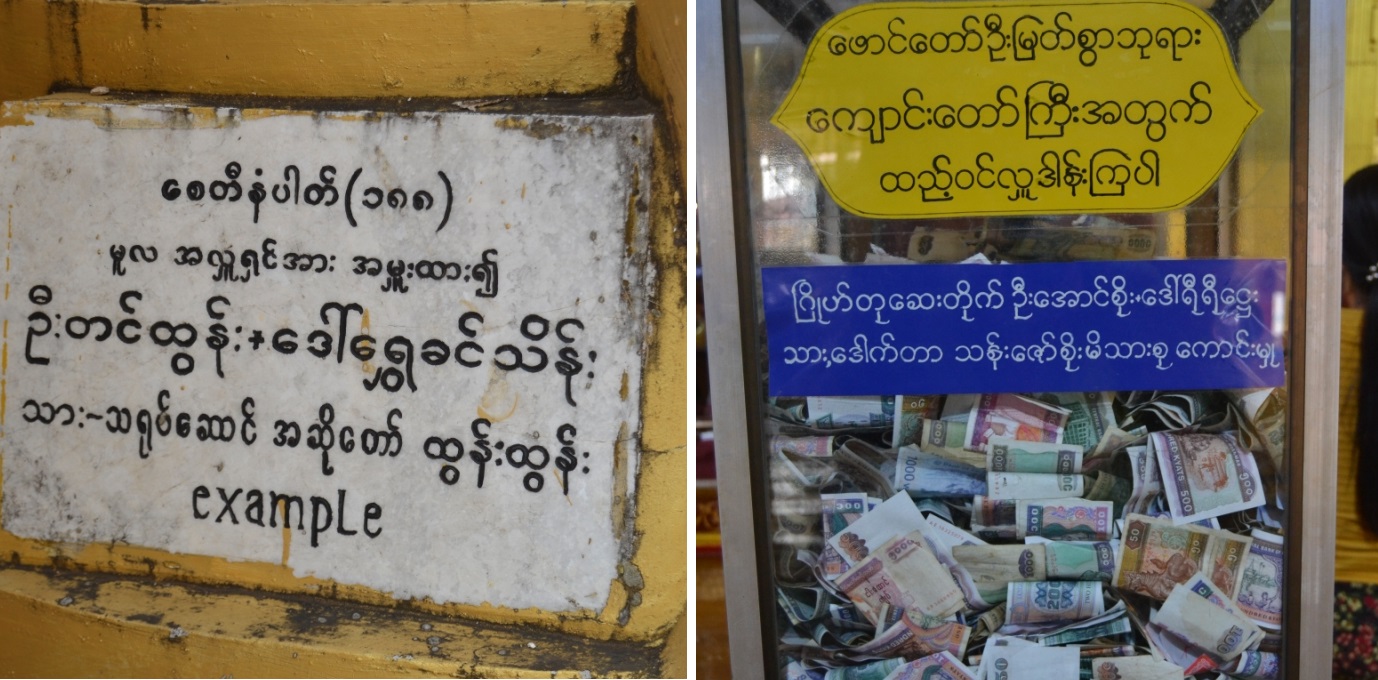 စေတီနံပါတ်(၁၈၈)
မူလ အလှူရှင်အား အမှူးထား၍
ဦးတင်ထွန်း+ဒေါ်ရွှေခင်သိန်း
သား-သရုပ်ဆောင် အဆိုတော် ထွန်းထွန်း
example
ဖောင်တော်ဦးမြတ်စွာဘုရား
ကျောင်းတော်ကြီးအတွက်
ထည့်ဝင်လှူဒါန်းကြပါ
ဂြိုဟ်တုဆေးတိုက် ဦးအောင်စိုး+ဒေါ်ရီရီဌေး
သား,ဒေါက်တာ သန်းဇော်စိုးမိသားစု ကောင်းမှု